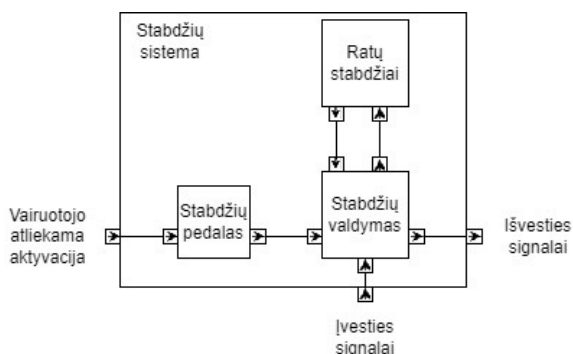 Stabdžių
sistema
Ratų
stabdžiai
Vairuotojo
atliekama
aktyvacija
Stabdžių
pedalas
Stabdžių
valdymas
Išvesties
signalai
Įvesties
signalai